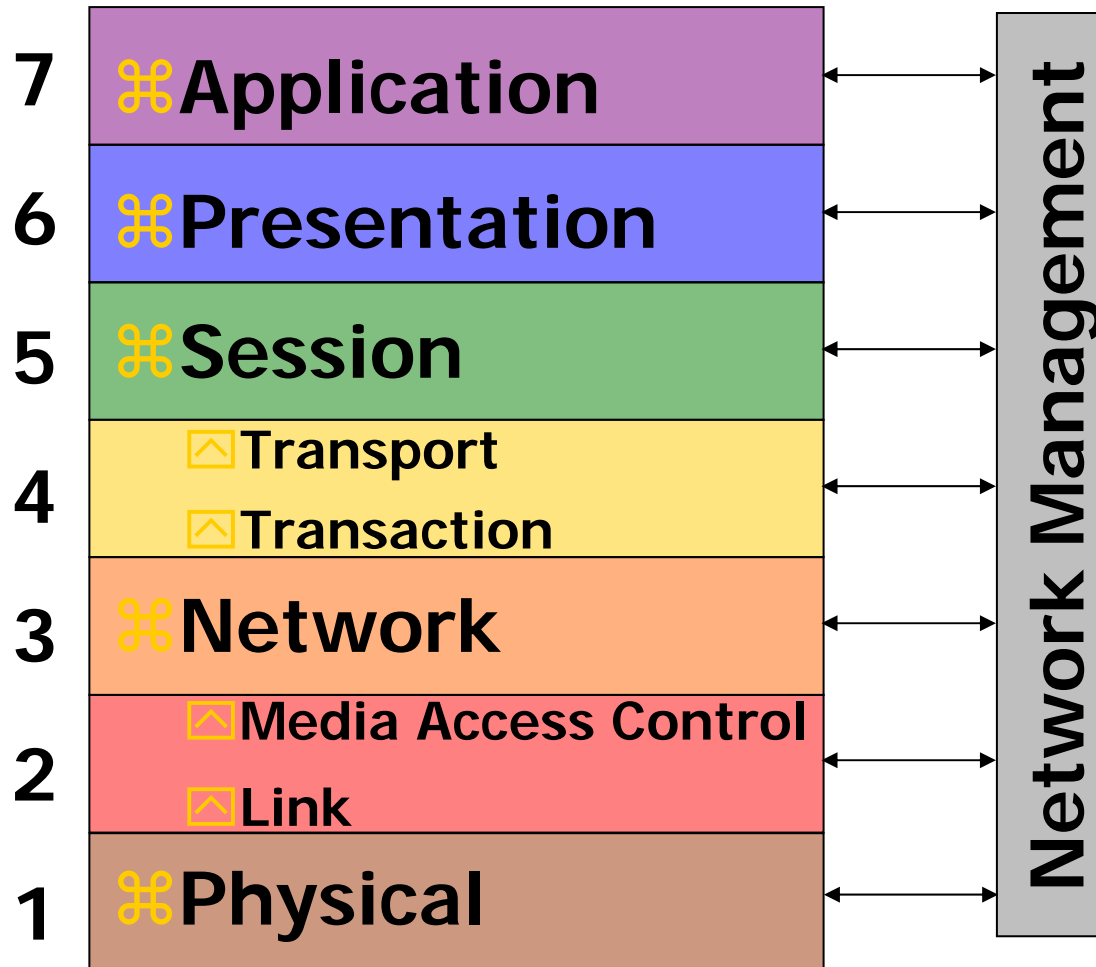 7 ⌘Application
6 ⌘Presentation
5 ⌘Session
4
Transport
Transaction
3 ⌘Network
2
Media Access Control
Link
1 ⌘Physical
Network Management